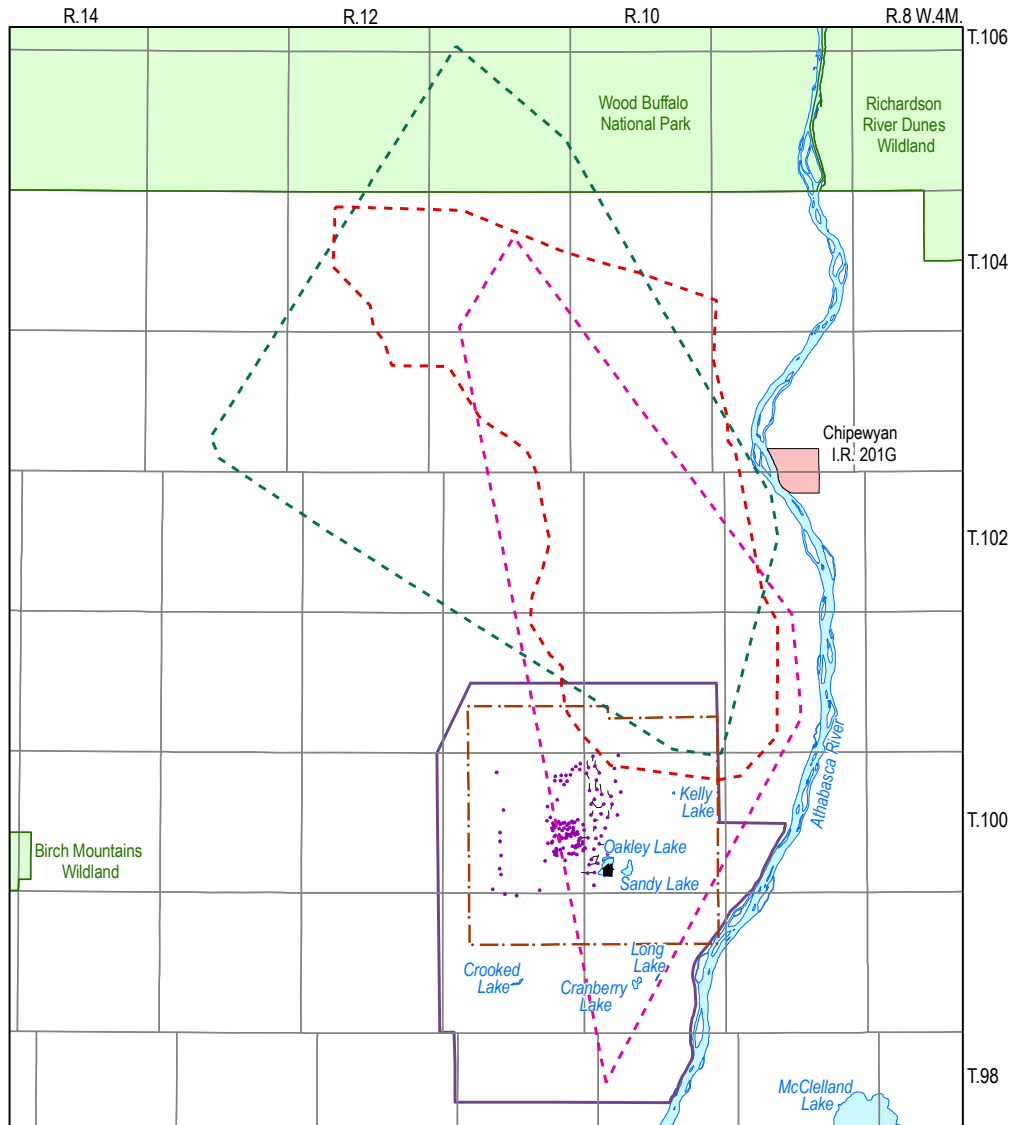 R.14
R.12
R.10
R.8 W.4M.
T.106
Wood Buffalo
National Park
Richardson
River Dunes
Wildland
T.104
Chipewyan
I.R. 201G
T.102
Athabasca River
Kelly
Lake
T.100
Birch Mountains
Wildland
Oakley Lake
Sandy Lake
Long
Lake
Crooked
Lake
Cranberry
Lake
T.98
McClelland
Lake